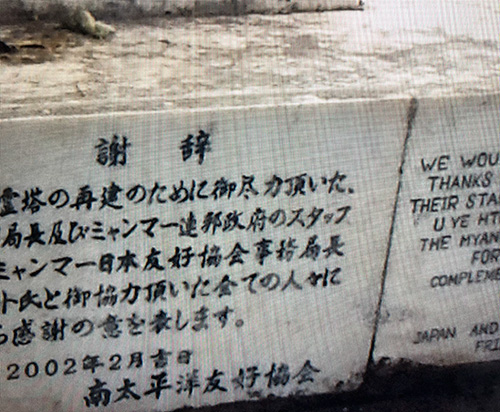 謝辞
霊塔の再建のために御尽力頂いた、
局長及びミャンマー連邦政府のスタッフ
ミャンマー日本友好協会事務局長
ト氏と御協力頂いた全ての人々に
感謝の意を表します。
2002年2月吉日
南太平洋友好協会
WE WOU
THANKS
THEIR STA
U YE HT
THE MYAN
FOR
COMPLEM
JAPAN AND
FRI